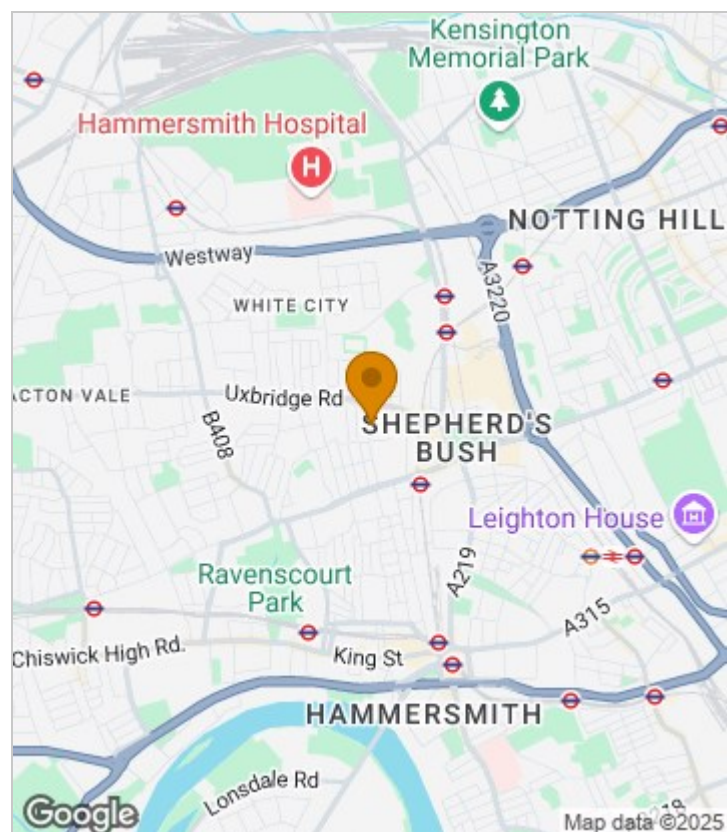 Kensington
Memorial Park
Hammersmith Hospital
H
NOTTING HILL
Westway
A3220
WHITE CITY
ACTON VALE
Uxbridge Rd
B408
SHEPHERD'S
BUSH
Leighton House
A219
Ravenscourt
Park
A315
Chiswick High Rd.
King St
HAMMERSMITH
Lonsdale Rd
Google
Map data ©2025